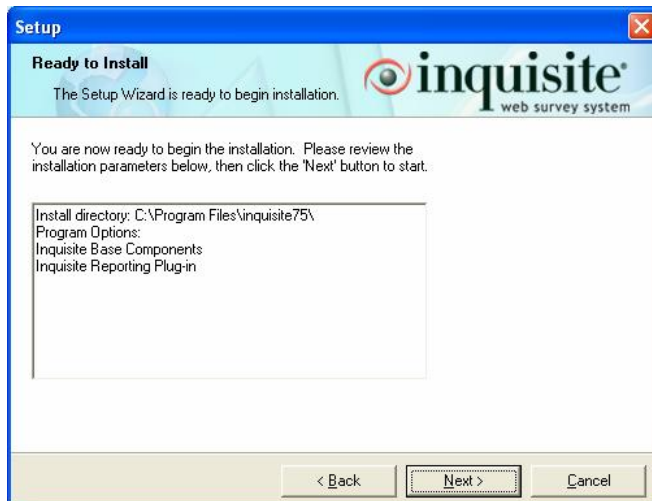 Setup
Ready to Install
The Setup Wizard is ready to begin installation.
inquisite®
web survey system
You are now ready to begin the installation.  Please review the
installation parameters below, then click the 'Next' button to start.
Install directory: C:\Program Files\inquisite75\
Program Options:
Inquisite Base Components
Inquisite Reporting Plug-in
< Back
Next >
Cancel